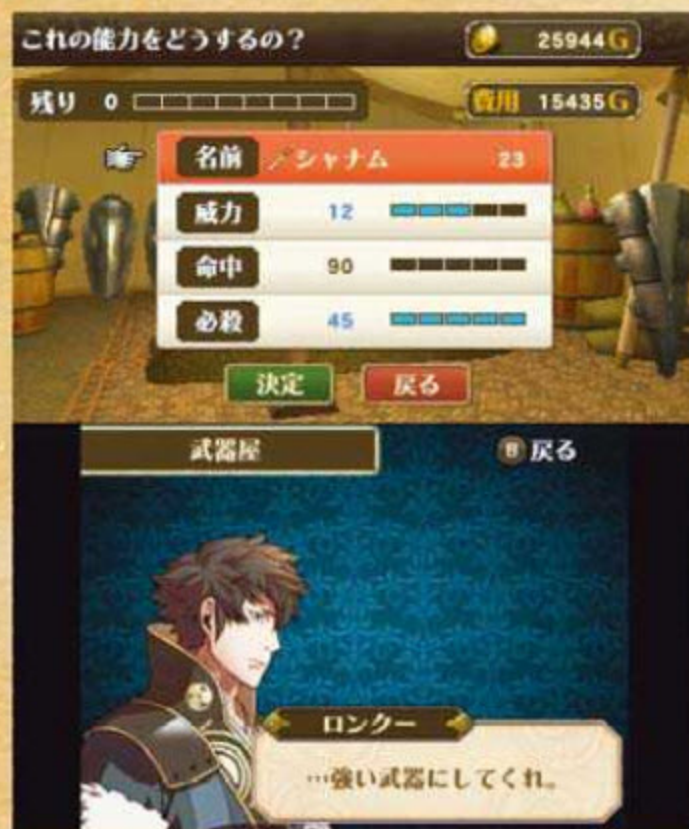 これの能力をどうするの？
25944G
残り 0
費用 15435G
名前 シャナム 23
威力 12
命中 90
必殺 45
決定 戻る
武器屋
B戻る
ロンクー
…強い武器にしてくれ。